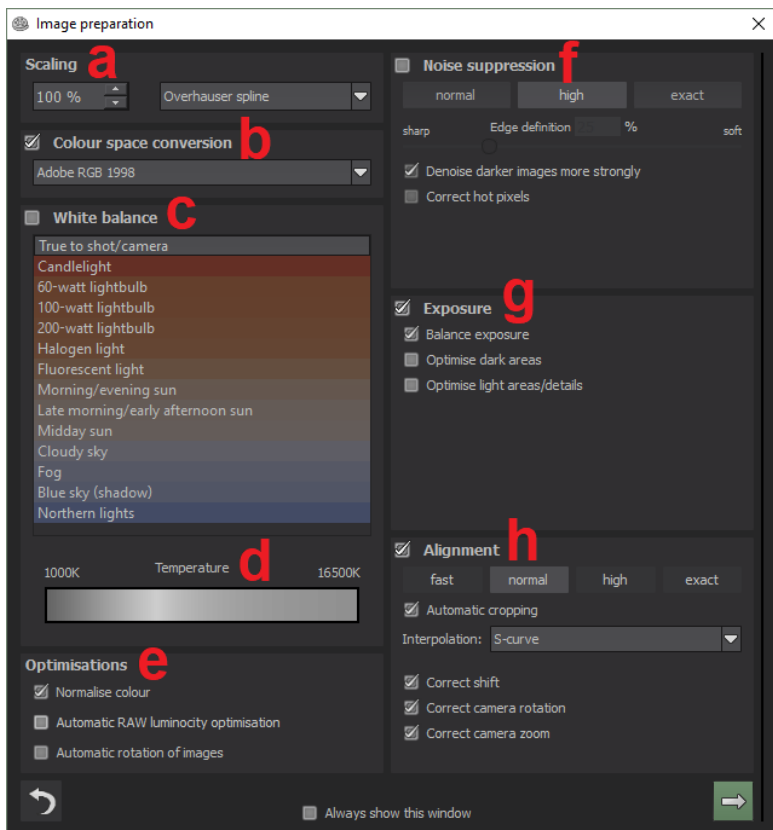 Image preparation
Scaling a
100 % Overhauser spline
Colour space conversion b
Adobe RGB 1998
White balance c
True to shot/camera
Candlelight
60-watt lightbulb
100-watt lightbulb
200-watt lightbulb
Halogen light
Fluorescent light
Morning/evening sun
Late morning/early afternoon sun
Midday sun
Cloudy sky
Fog
Blue sky (shadow)
Northern lights
d
1000K Temperature 16500K
Optimisations e
Normalise colour
Automatic RAW luminocity optimisation
Automatic rotation of images
Noise suppression f
normal high exact
sharp Edge definition % soft
Denoise darker images more strongly
Correct hot pixels
Exposure g
Balance exposure
Optimise dark areas
Optimise light areas/details
Alignment h
fast normal high exact
Automatic cropping
Interpolation: S-curve
Correct shift
Correct camera rotation
Correct camera zoom
Always show this window